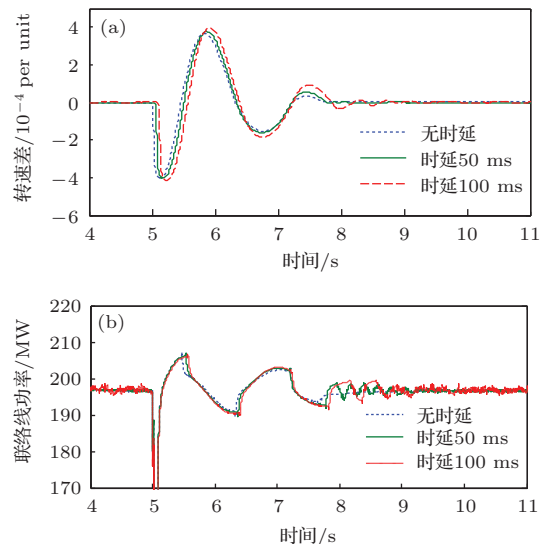 (a)
转速差/10⁻⁴ per unit
4
2
0
−2
−4
−6
无时延
时延50 ms
时延100 ms
4 5 6 7 8 9 10 11
时间/s
(b)
联络线功率/MW
220
210
200
190
180
170
无时延
时延50 ms
时延100 ms
4 5 6 7 8 9 10 11
时间/s